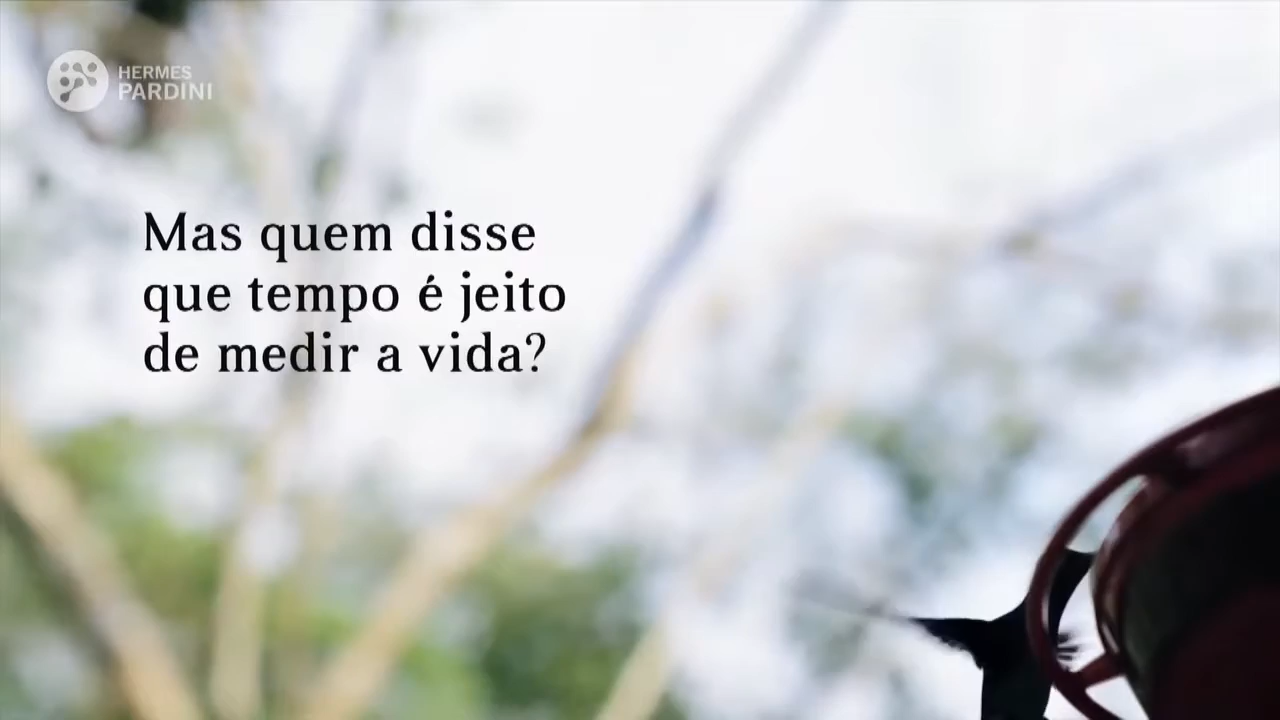 HERMES
PARDINI
Mas quem disse
que tempo é jeito
de medir a vida?